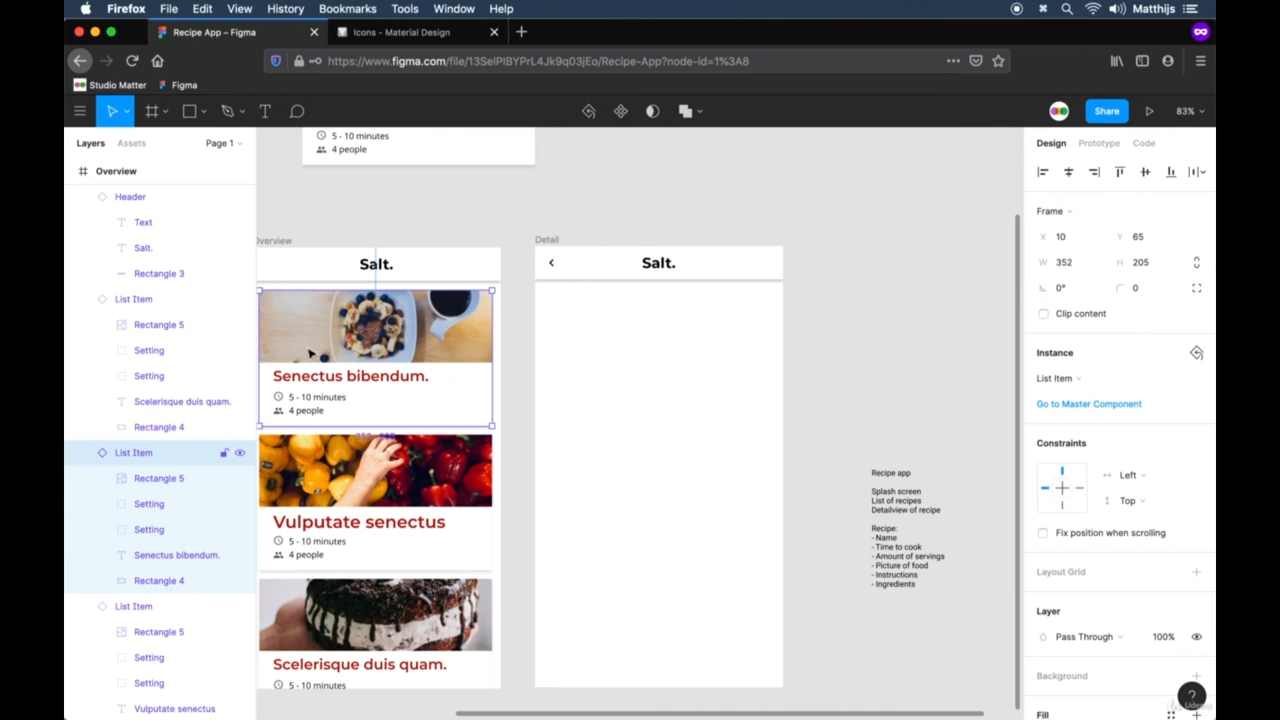 Firefox File Edit View History Bookmarks Tools Window Help Matthijs
Recipe App – Figma Icons - Material Design
https://www.figma.com/file/13SelPlBYPrL4Jk9q03jEo/Recipe-App?node-id=1%3A8
Studio Matter Figma
Share 83%
Layers Assets Page 1
Overview
Header
Text
Salt.
Rectangle 3
List Item
Rectangle 5
Setting
Setting
Scelerisque duis quam.
Rectangle 4
List Item
Rectangle 5
Setting
Setting
Senectus bibendum.
Rectangle 4
List Item
Rectangle 5
Setting
Setting
Vulputate senectus
5 - 10 minutes
4 people
Overview
Salt.
Senectus bibendum.
5 - 10 minutes
4 people
Vulputate senectus
5 - 10 minutes
4 people
Scelerisque duis quam.
5 - 10 minutes
Detail
Salt.
Recipe app
Splash screen
List of recipes
Detailview of recipe
Recipe:
- Name
- Time to cook
- Amount of servings
- Picture of food
- Instructions
- Ingredients
Design Prototype Code
Frame
X 10 Y 65
W 352 H 205
0° 0
Clip content
Instance
List Item
Go to Master Component
Constraints
Left
Top
Fix position when scrolling
Layout Grid
Layer
Pass Through 100%
Background
Fill
?